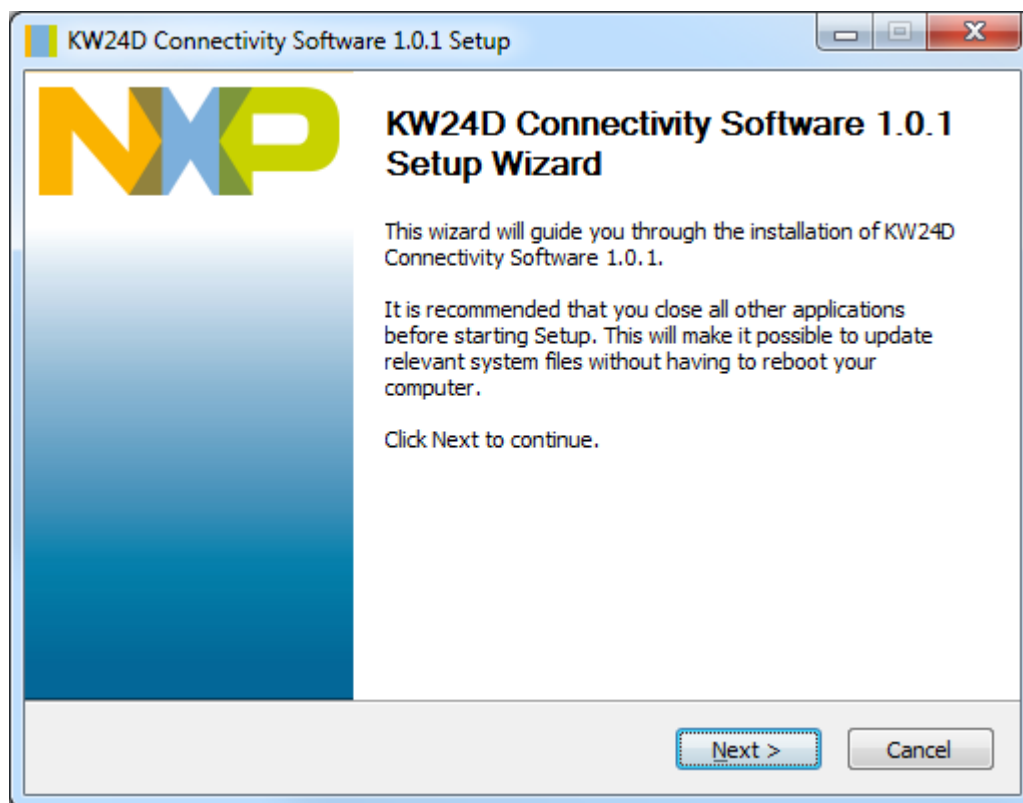 KW24D Connectivity Software 1.0.1 Setup
NXP
KW24D Connectivity Software 1.0.1
Setup Wizard
This wizard will guide you through the installation of KW24D
Connectivity Software 1.0.1.
It is recommended that you close all other applications
before starting Setup. This will make it possible to update
relevant system files without having to reboot your
computer.
Click Next to continue.
Next >
Cancel